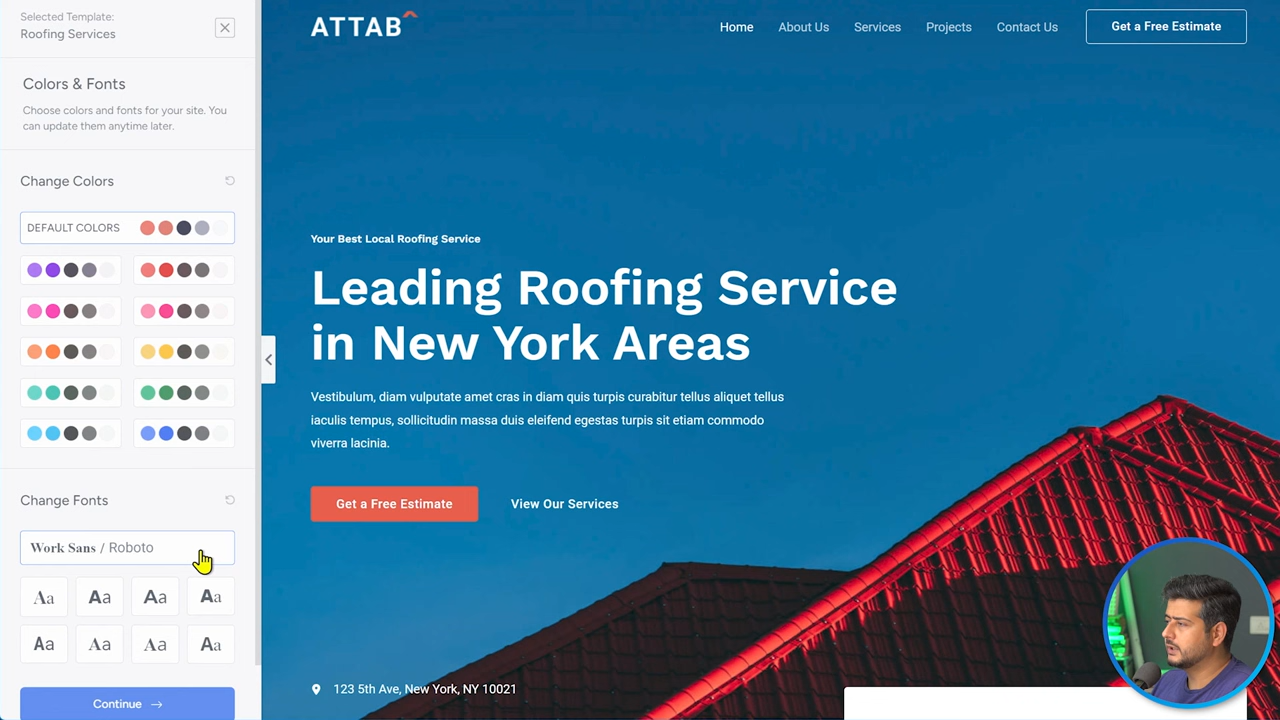 Selected Template:
Roofing Services
Colors & Fonts
Choose colors and fonts for your site. You
can update them anytime later.
Change Colors
DEFAULT COLORS
Change Fonts
Work Sans / Roboto
Aa Aa Aa Aa
Aa Aa Aa Aa
Continue →
ATTAB
Home About Us Services Projects Contact Us Get a Free Estimate
Your Best Local Roofing Service
Leading Roofing Service
in New York Areas
Vestibulum, diam vulputate amet cras in diam quis turpis curabitur tellus aliquet tellus
iaculis tempus, sollicitudin massa duis eleifend egestas turpis sit etiam commodo
viverra lacinia.
Get a Free Estimate View Our Services
123 5th Ave, New York, NY 10021